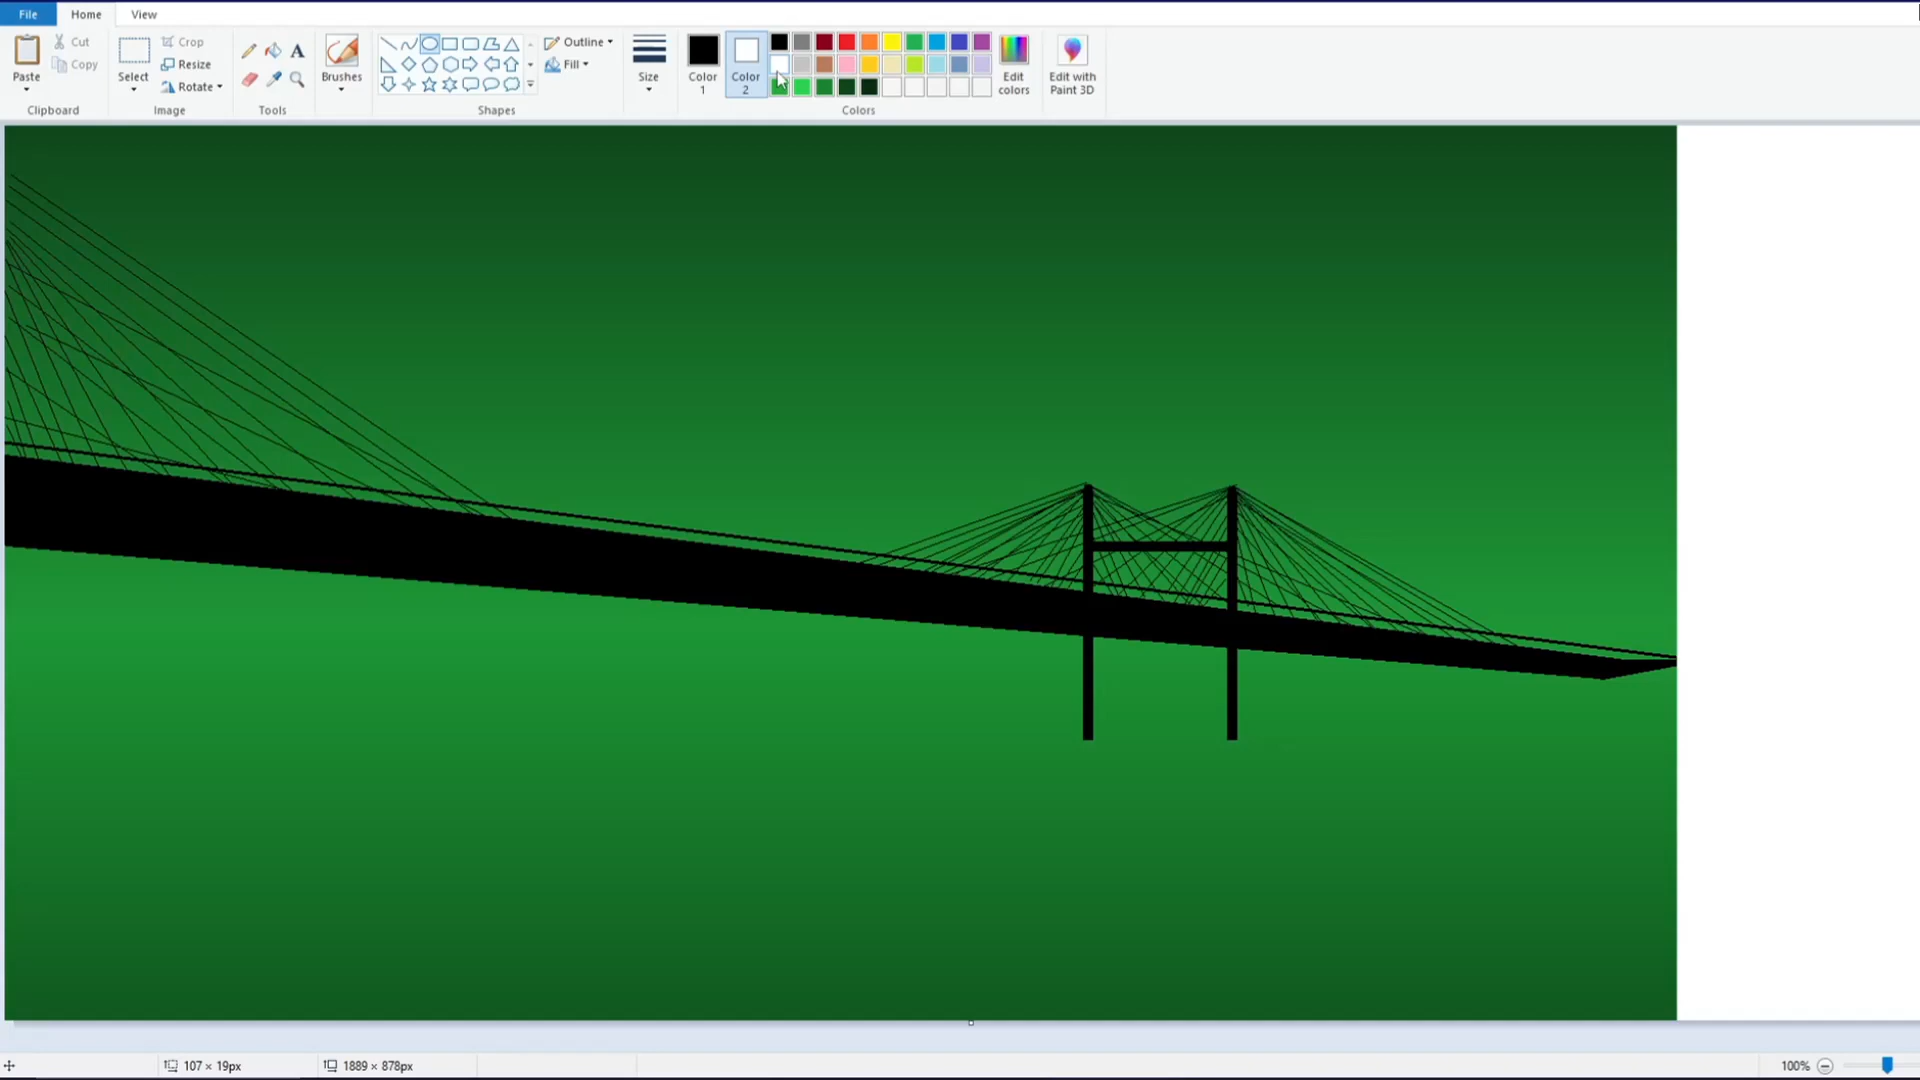 File Home View
Paste
Cut
Copy
Clipboard
Select
Crop
Resize
Rotate
Image
A
Tools
Brushes
Shapes
Outline
Fill
Size
Color 1
Color 2
Colors
Edit colors
Edit with Paint 3D
107 × 19px
1889 × 878px
100%